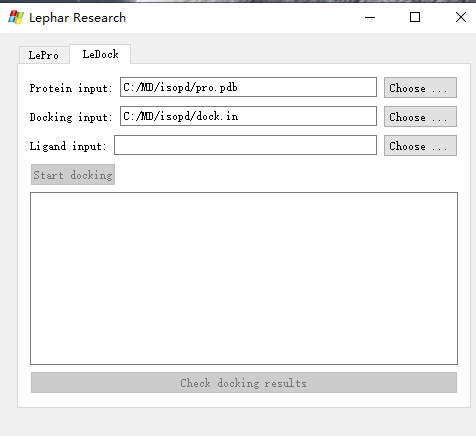 Lephar Research
LePro LeDock
Protein input: C:/MD/isopd/pro.pdb Choose ...
Docking input: C:/MD/isopd/dock.in Choose ...
Ligand input: Choose ...
Start docking
Check docking results